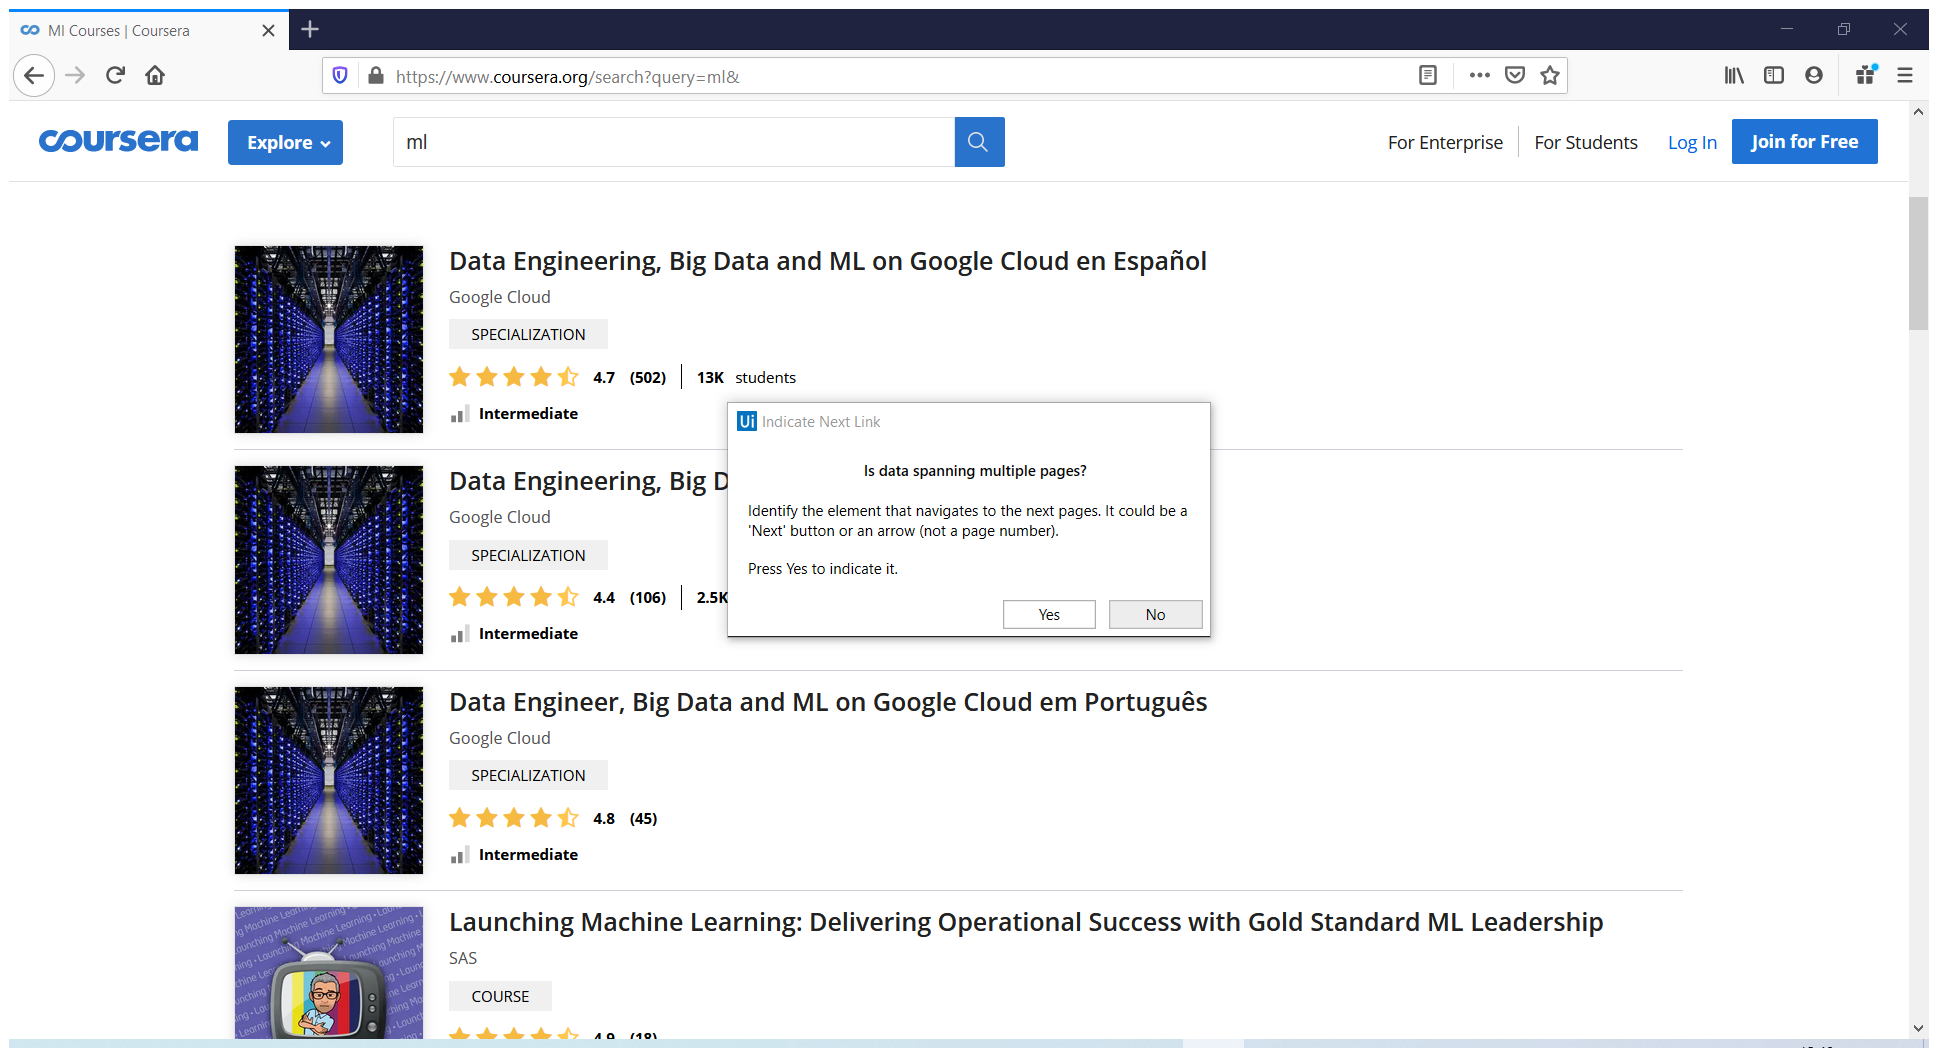 MI Courses | Coursera
https://www.coursera.org/search?query=ml&
coursera
Explore
ml
For Enterprise
For Students
Log In
Join for Free
Data Engineering, Big Data and ML on Google Cloud en Español
Google Cloud
SPECIALIZATION
4.7 (502) 13K students
Intermediate
Ui Indicate Next Link
Is data spanning multiple pages?
Identify the element that navigates to the next pages. It could be a
'Next' button or an arrow (not a page number).
Press Yes to indicate it.
Yes
No
Data Engineering, Big D
Google Cloud
SPECIALIZATION
4.4 (106) 2.5K
Intermediate
Data Engineer, Big Data and ML on Google Cloud em Português
Google Cloud
SPECIALIZATION
4.8 (45)
Intermediate
Launching Machine Learning: Delivering Operational Success with Gold Standard ML Leadership
SAS
COURSE
4.9 (18)